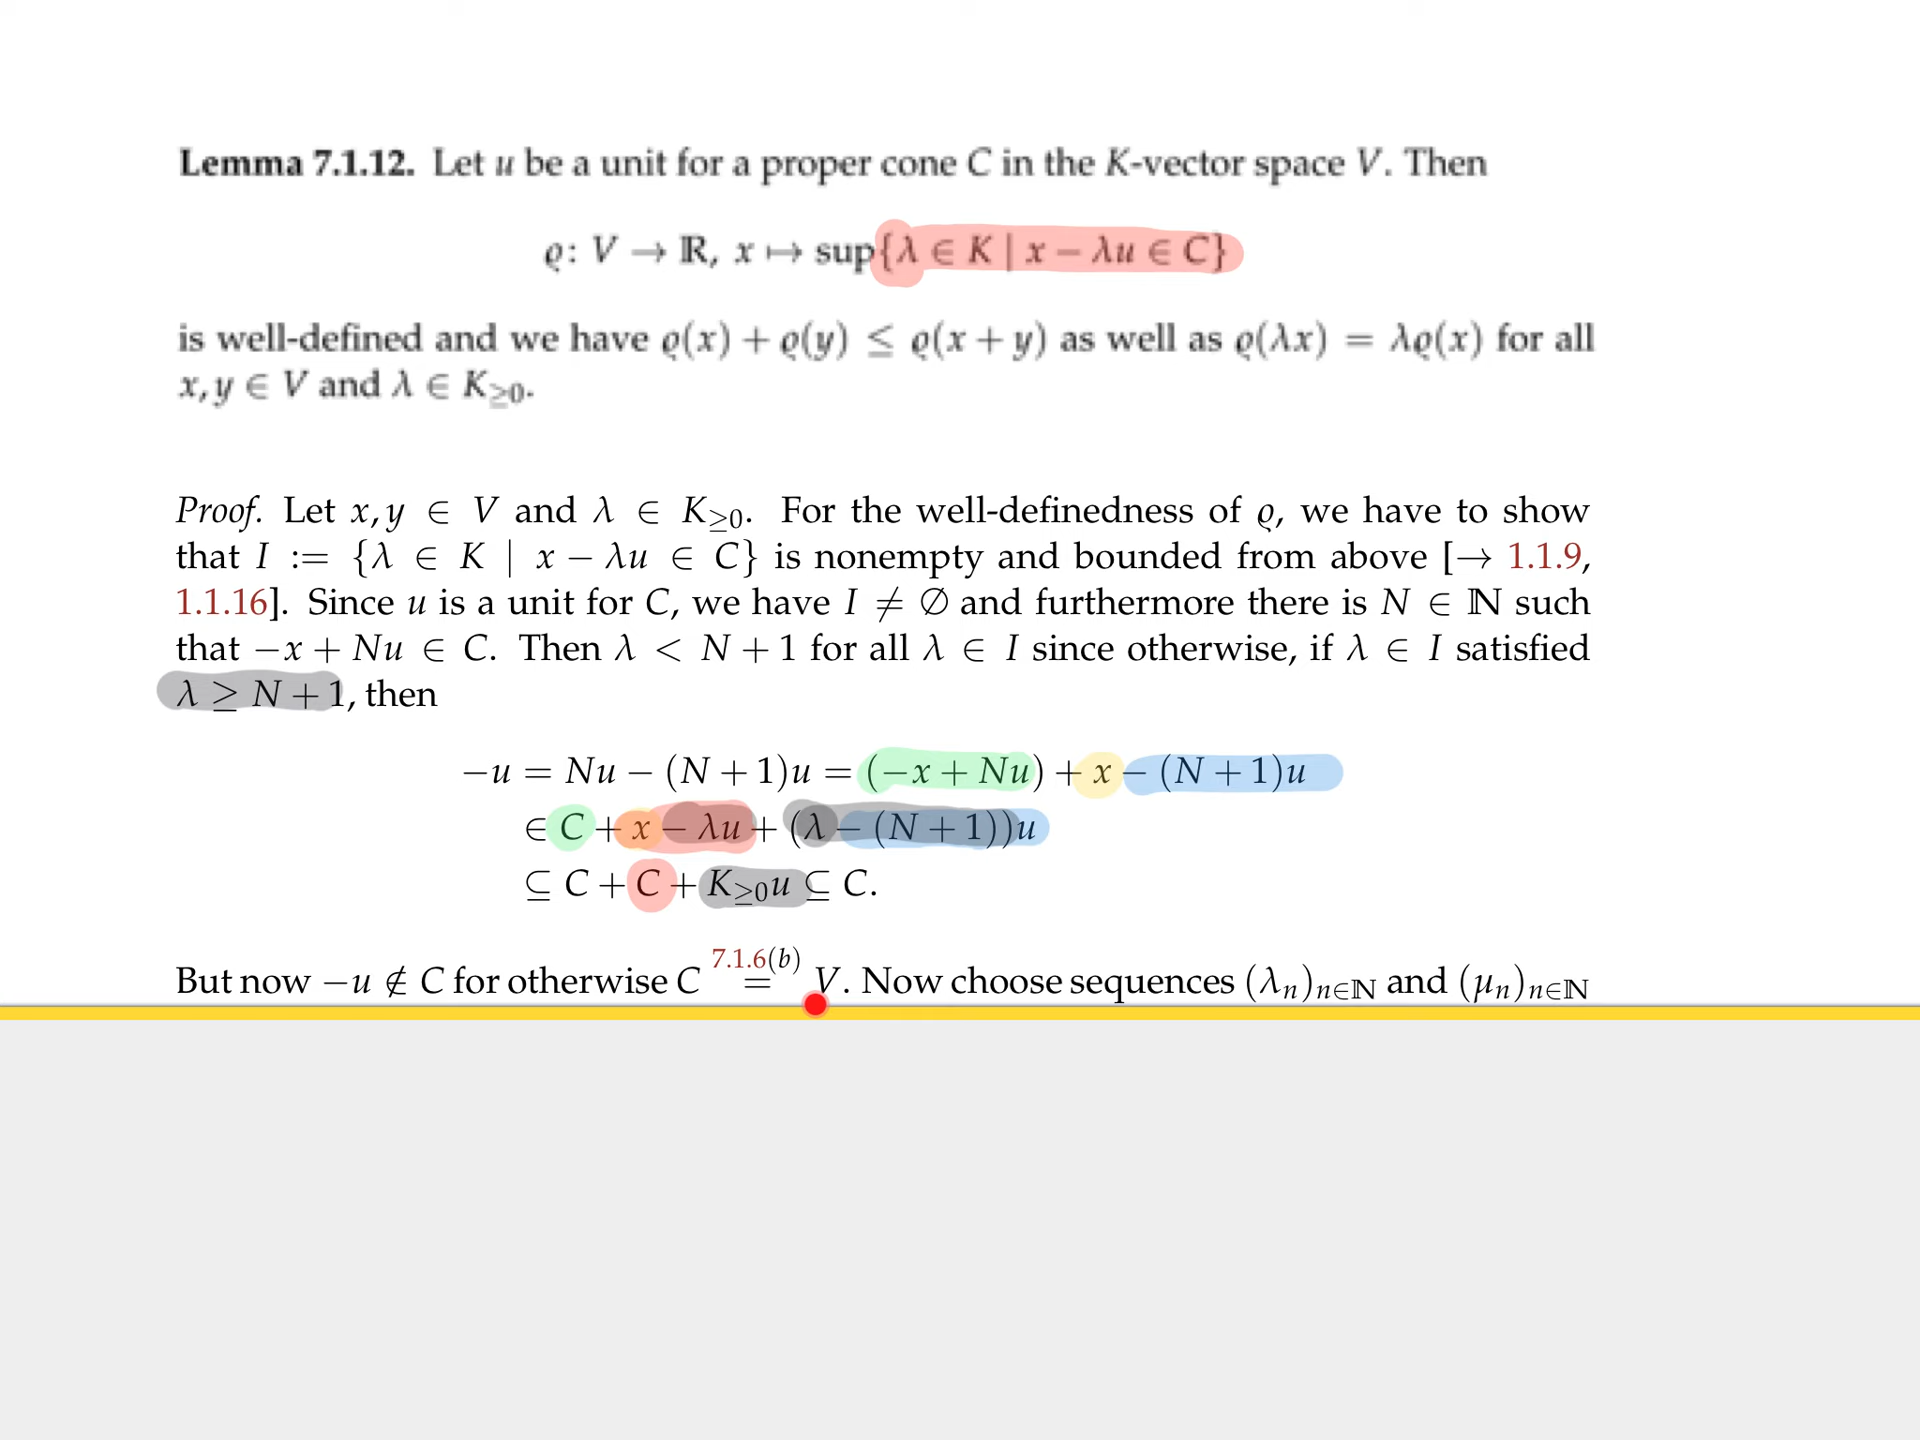 Lemma 7.1.12. Let u be a unit for a proper cone C in the K-vector space V. Then
ϱ: V → ℝ, x ↦ sup{λ ∈ K | x − λu ∈ C}
is well-defined and we have ϱ(x) + ϱ(y) ≤ ϱ(x + y) as well as ϱ(λx) = λϱ(x) for all
x, y ∈ V and λ ∈ K≥0.
Proof. Let x, y ∈ V and λ ∈ K≥0. For the well-definedness of ϱ, we have to show
that I := {λ ∈ K | x − λu ∈ C} is nonempty and bounded from above [→ 1.1.9,
1.1.16]. Since u is a unit for C, we have I ≠ ∅ and furthermore there is N ∈ ℕ such
that −x + Nu ∈ C. Then λ < N + 1 for all λ ∈ I since otherwise, if λ ∈ I satisfied
λ ≥ N + 1, then
−u = Nu − (N + 1)u = (−x + Nu) + x − (N + 1)u
∈ C + x − λu + (λ − (N + 1))u
⊆ C + C + K≥0u ⊆ C.
But now −u ∉ C for otherwise C 7.1.6(b)= V. Now choose sequences (λn)n∈ℕ and (μn)n∈ℕ